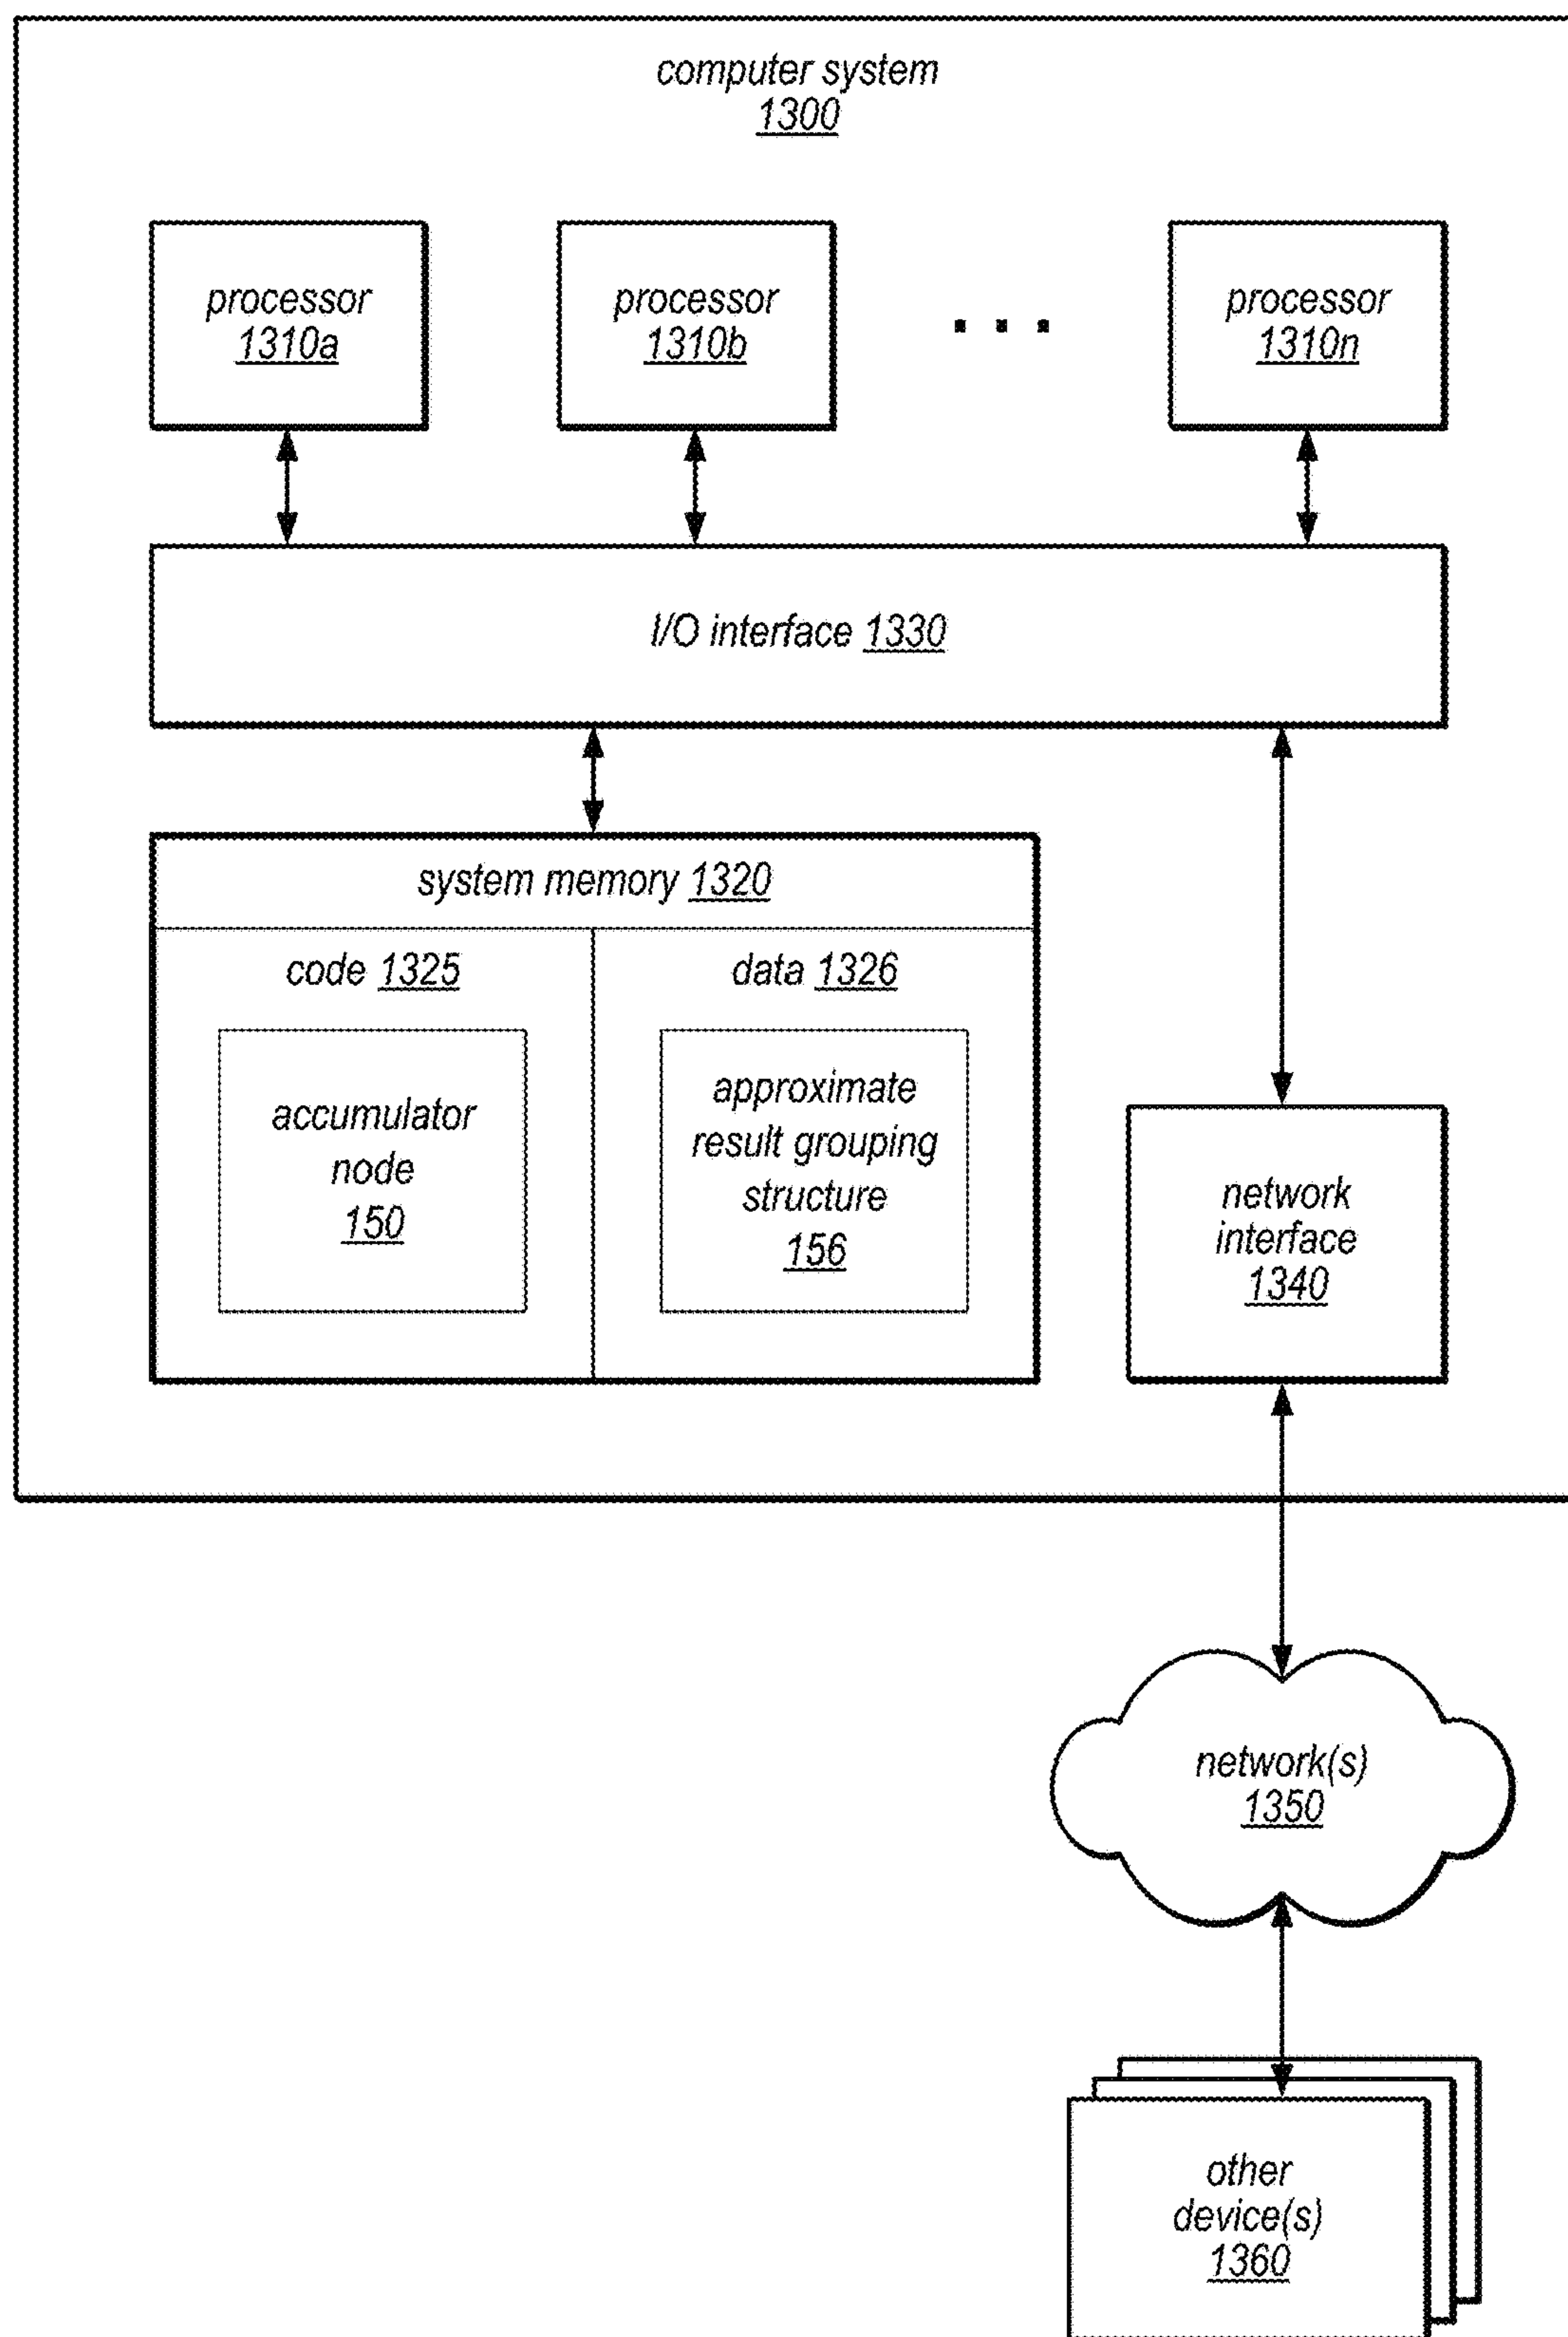 computer system
1300
processor
1310a
processor
1310b
. . .
processor
1310n
I/O interface 1330
system memory 1320
code 1325
data 1326
accumulator
node
150
approximate
result grouping
structure
156
network
interface
1340
network(s)
1350
other
device(s)
1360